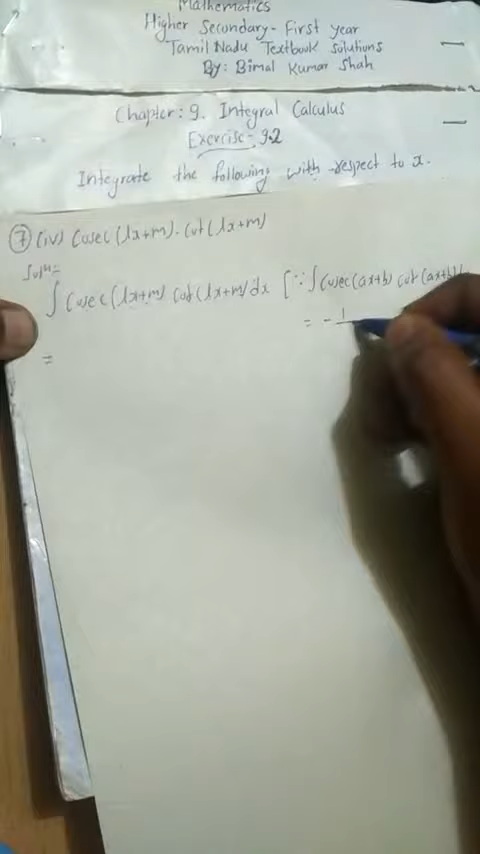 Mathematics
Higher Secondary - First year
Tamil Nadu Textbook Solutions
By: Bimal Kumar Shah
Chapter: 9. Integral Calculus
Exercise - 9.2
Integrate the following with respect to x.
⑦ (iv) Cosec (lx+m). Cot (lx+m)
Solⁿ=
∫ Cosec (lx+m) Cot (lx+m) dx [∵ ∫ Cosec (ax+b) cot (ax+b)
= - 1
=